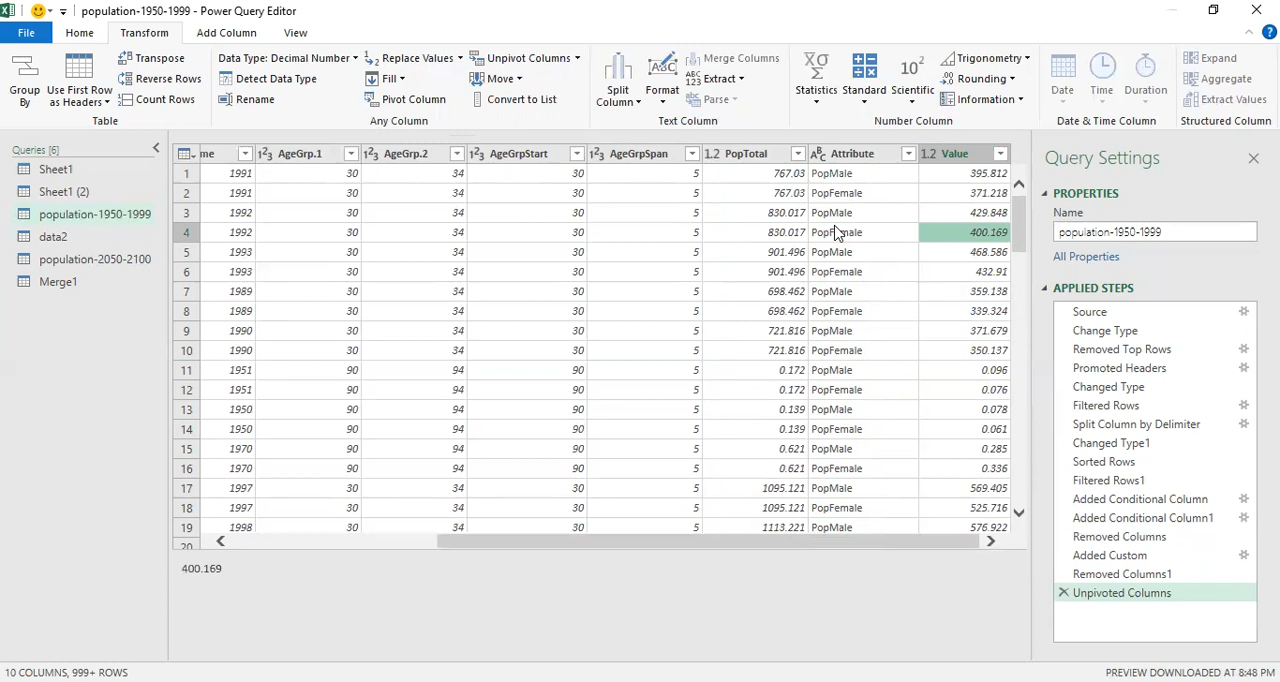 population-1950-1999 - Power Query Editor
File Home Transform Add Column View
Group By
Use First Row as Headers
Transpose
Reverse Rows
Count Rows
Table
Data Type: Decimal Number
Detect Data Type
Rename
Replace Values
Fill
Pivot Column
Unpivot Columns
Move
Convert to List
Any Column
Split Column
Format
Merge Columns
Extract
Parse
Text Column
Statistics
Standard
Scientific
Trigonometry
Rounding
Information
Number Column
Date
Time
Duration
Date & Time Column
Expand
Aggregate
Extract Values
Structured Column
Queries [6]
Sheet1
Sheet1 (2)
population-1950-1999
data2
population-2050-2100
Merge1
me AgeGrp.1 AgeGrp.2 AgeGrpStart AgeGrpSpan PopTotal Attribute Value
1 1991 30 34 30 5 767.03 PopMale 395.812
2 1991 30 34 30 5 767.03 PopFemale 371.218
3 1992 30 34 30 5 830.017 PopMale 429.848
4 1992 30 34 30 5 830.017 PopFemale 400.169
5 1993 30 34 30 5 901.496 PopMale 468.586
6 1993 30 34 30 5 901.496 PopFemale 432.91
7 1989 30 34 30 5 698.462 PopMale 359.138
8 1989 30 34 30 5 698.462 PopFemale 339.324
9 1990 30 34 30 5 721.816 PopMale 371.679
10 1990 30 34 30 5 721.816 PopFemale 350.137
11 1951 90 94 90 5 0.172 PopMale 0.096
12 1951 90 94 90 5 0.172 PopFemale 0.076
13 1950 90 94 90 5 0.139 PopMale 0.078
14 1950 90 94 90 5 0.139 PopFemale 0.061
15 1970 90 94 90 5 0.621 PopMale 0.285
16 1970 90 94 90 5 0.621 PopFemale 0.336
17 1997 30 34 30 5 1095.121 PopMale 569.405
18 1997 30 34 30 5 1095.121 PopFemale 525.716
19 1998 30 34 30 5 1113.221 PopMale 576.922
20
400.169
Query Settings
PROPERTIES
Name
population-1950-1999
All Properties
APPLIED STEPS
Source
Change Type
Removed Top Rows
Promoted Headers
Changed Type
Filtered Rows
Split Column by Delimiter
Changed Type1
Sorted Rows
Filtered Rows1
Added Conditional Column
Added Conditional Column1
Removed Columns
Added Custom
Removed Columns1
Unpivoted Columns
10 COLUMNS, 999+ ROWS
PREVIEW DOWNLOADED AT 8:48 PM